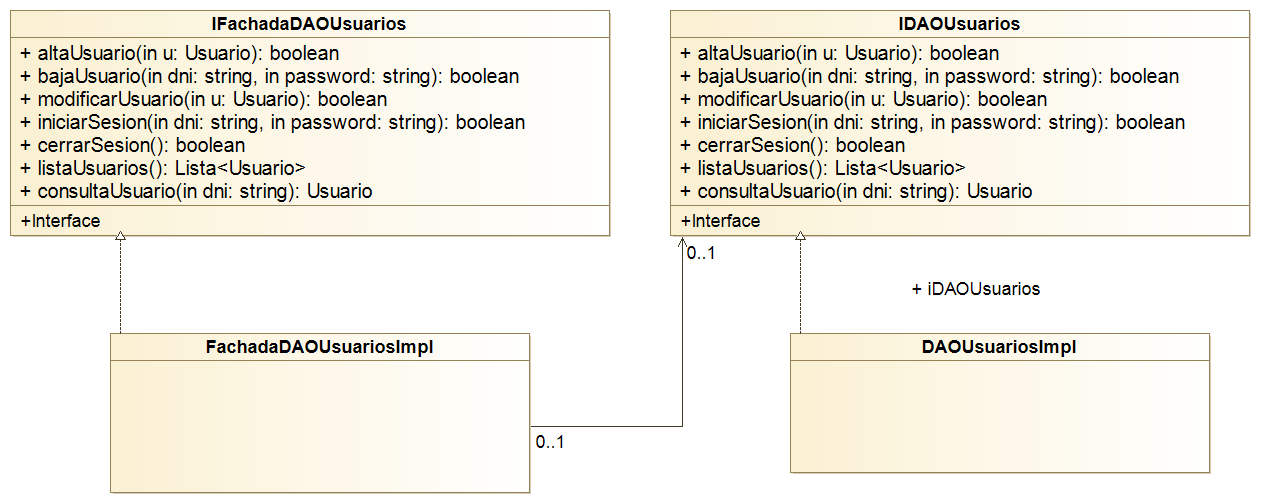 IFachadaDAOUsuarios
+ altaUsuario(in u: Usuario): boolean
+ bajaUsuario(in dni: string, in password: string): boolean
+ modificarUsuario(in u: Usuario): boolean
+ iniciarSesion(in dni: string, in password: string): boolean
+ cerrarSesion(): boolean
+ listaUsuarios(): Lista<Usuario>
+ consultaUsuario(in dni: string): Usuario
+Interface
IDAOUsuarios
+ altaUsuario(in u: Usuario): boolean
+ bajaUsuario(in dni: string, in password: string): boolean
+ modificarUsuario(in u: Usuario): boolean
+ iniciarSesion(in dni: string, in password: string): boolean
+ cerrarSesion(): boolean
+ listaUsuarios(): Lista<Usuario>
+ consultaUsuario(in dni: string): Usuario
+Interface
0..1
+ iDAOUsuarios
FachadaDAOUsuariosImpl
0..1
DAOUsuariosImpl